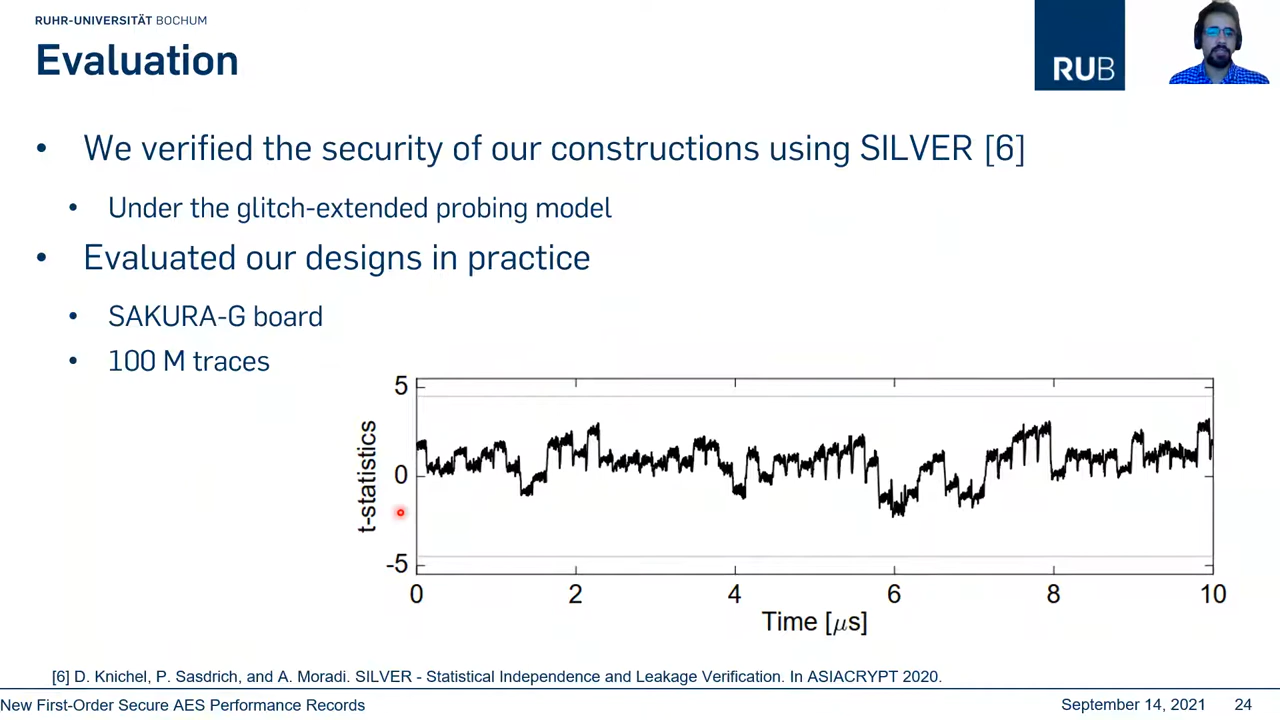 RUHR-UNIVERSITÄT BOCHUM
Evaluation
RUB
• We verified the security of our constructions using SILVER [6]
• Under the glitch-extended probing model
• Evaluated our designs in practice
• SAKURA-G board
• 100 M traces
5
0
-5
t-statistics
0 2 4 6 8 10
Time [μs]
[6] D. Knichel, P. Sasdrich, and A. Moradi. SILVER - Statistical Independence and Leakage Verification. In ASIACRYPT 2020.
New First-Order Secure AES Performance Records
September 14, 2021 24